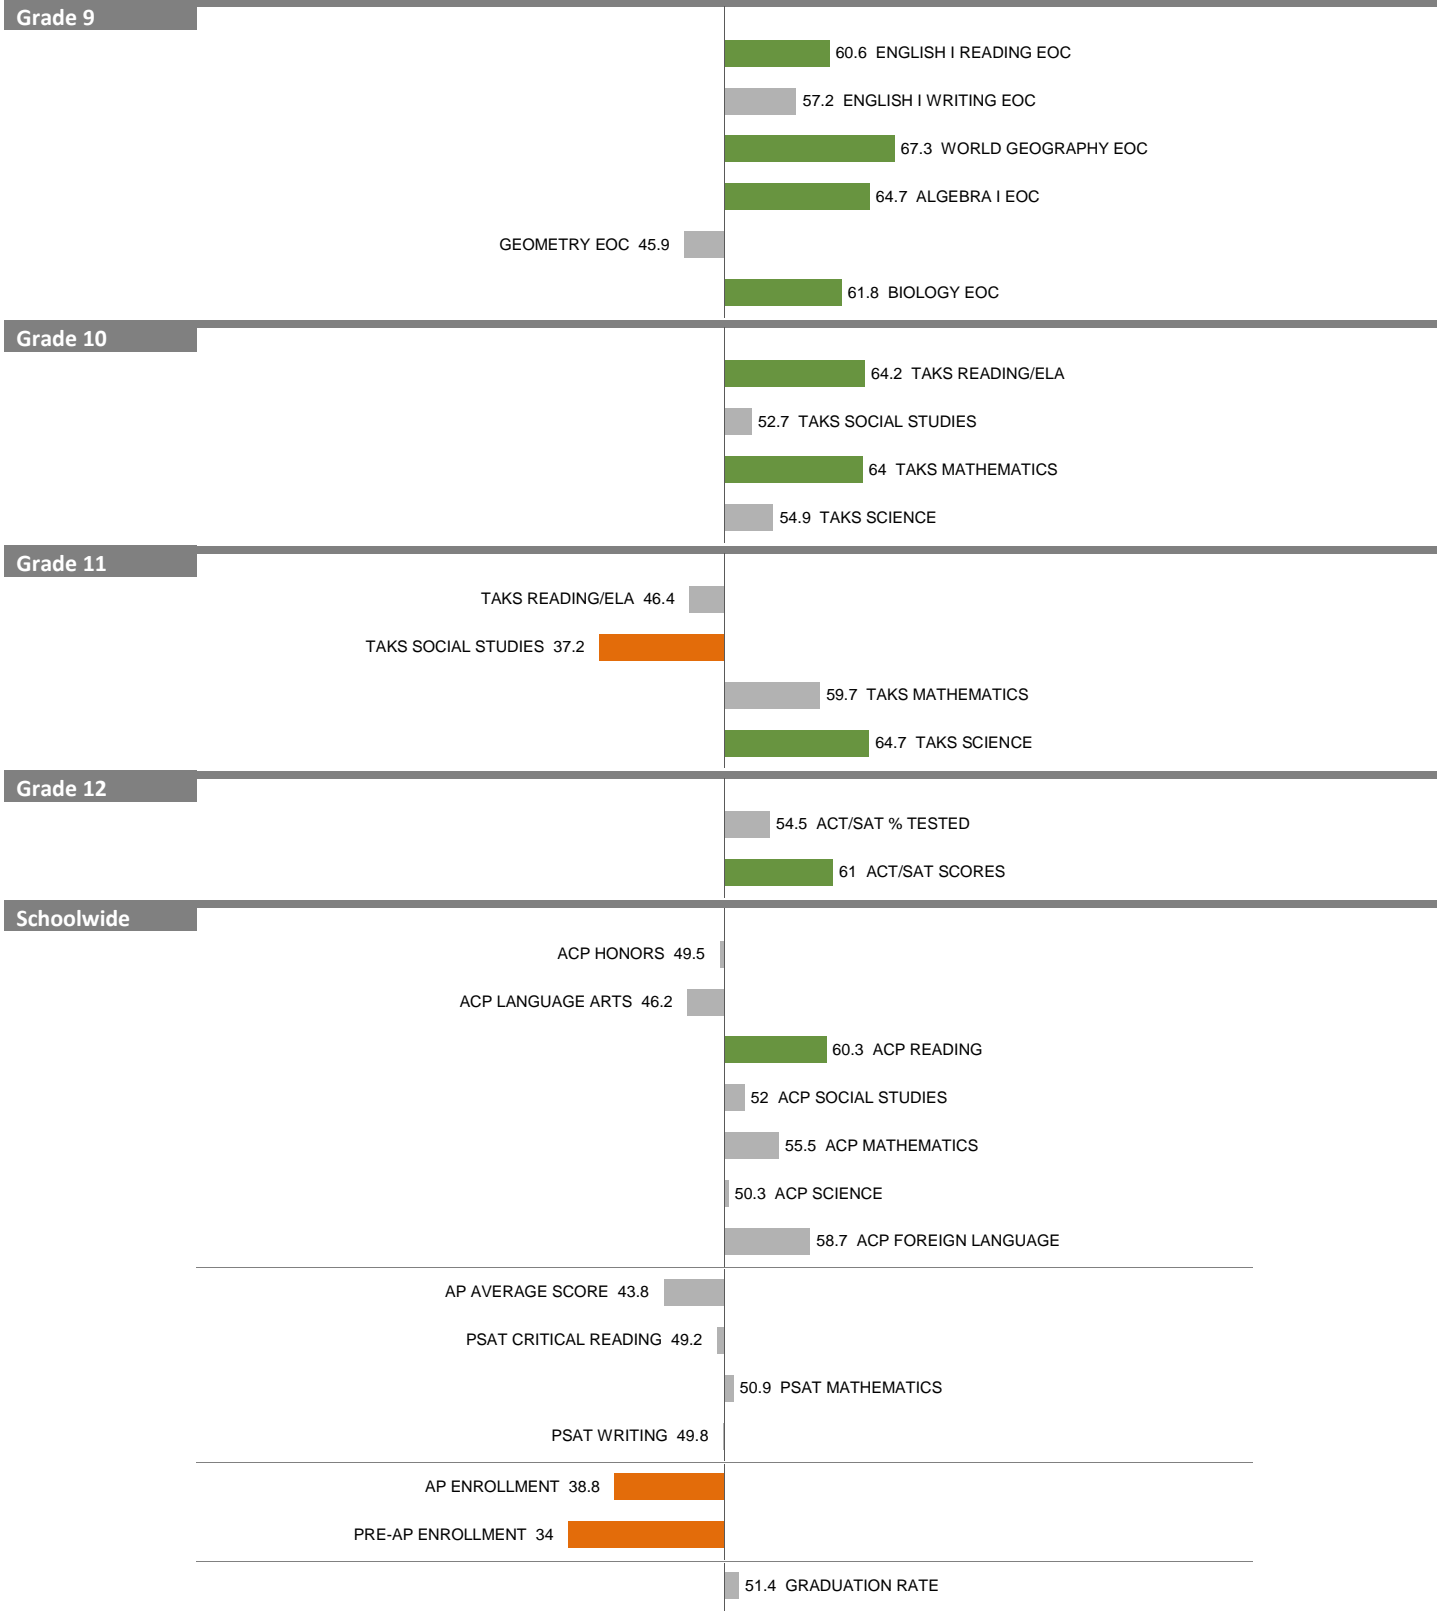 Grade 9
60.6 ENGLISH I READING EOC
57.2 ENGLISH I WRITING EOC
67.3 WORLD GEOGRAPHY EOC
64.7 ALGEBRA I EOC
GEOMETRY EOC 45.9
61.8 BIOLOGY EOC
Grade 10
64.2 TAKS READING/ELA
52.7 TAKS SOCIAL STUDIES
64 TAKS MATHEMATICS
54.9 TAKS SCIENCE
Grade 11
TAKS READING/ELA 46.4
TAKS SOCIAL STUDIES 37.2
59.7 TAKS MATHEMATICS
64.7 TAKS SCIENCE
Grade 12
54.5 ACT/SAT % TESTED
61 ACT/SAT SCORES
Schoolwide
ACP HONORS 49.5
ACP LANGUAGE ARTS 46.2
60.3 ACP READING
52 ACP SOCIAL STUDIES
55.5 ACP MATHEMATICS
50.3 ACP SCIENCE
58.7 ACP FOREIGN LANGUAGE
AP AVERAGE SCORE 43.8
PSAT CRITICAL READING 49.2
50.9 PSAT MATHEMATICS
PSAT WRITING 49.8
AP ENROLLMENT 38.8
PRE-AP ENROLLMENT 34
51.4 GRADUATION RATE